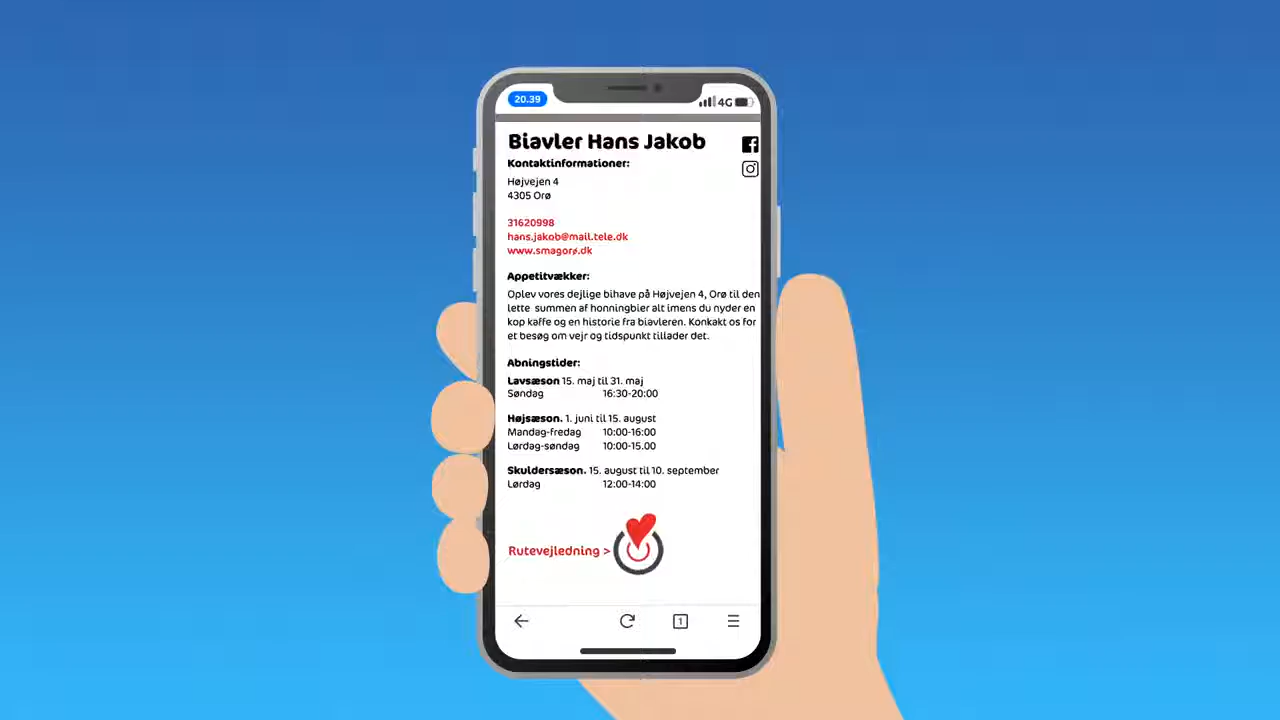 20.39
4G
Biavler Hans Jakob
Kontaktinformationer:
Højvejen 4
4305 Orø
31620998
hans.jakob@mail.tele.dk
www.smagorø.dk
Appetitvækker:
Oplev vores dejlige bihave på Højvejen 4, Orø til den
lette summen af honningbier alt imens du nyder en
kop kaffe og en historie fra biavleren. Konkakt os for
et besøg om vejr og tidspunkt tillader det.
Abningstider:
Lavsæson 15. maj til 31. maj
Søndag 16:30-20:00
Højsæson. 1. juni til 15. august
Mandag-fredag 10:00-16:00
Lørdag-søndag 10:00-15.00
Skuldersæson. 15. august til 10. september
Lørdag 12:00-14:00
Rutevejledning >
1